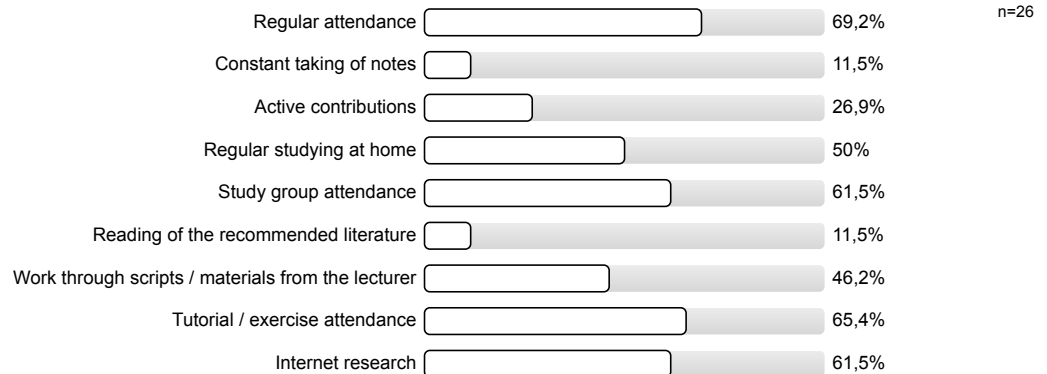 n=26
Regular attendance 69,2%
Constant taking of notes 11,5%
Active contributions 26,9%
Regular studying at home 50%
Study group attendance 61,5%
Reading of the recommended literature 11,5%
Work through scripts / materials from the lecturer 46,2%
Tutorial / exercise attendance 65,4%
Internet research 61,5%